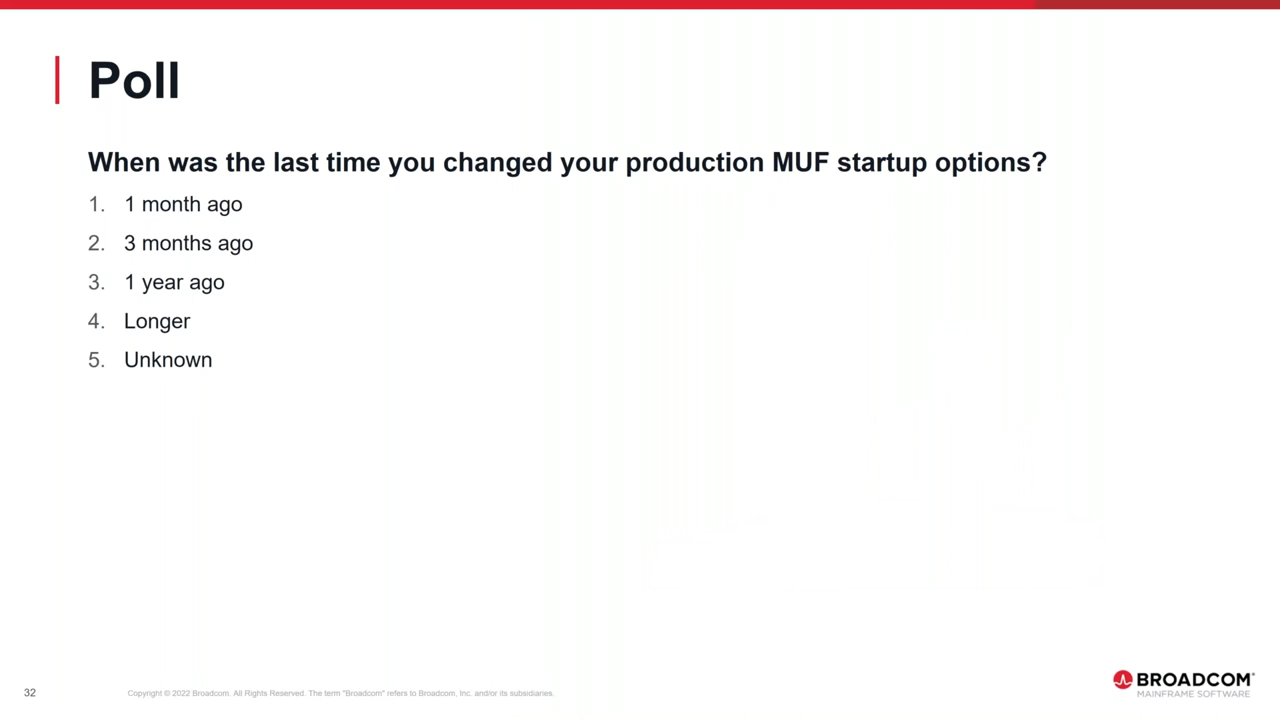 Poll
When was the last time you changed your production MUF startup options?
1. 1 month ago
2. 3 months ago
3. 1 year ago
4. Longer
5. Unknown
32
Copyright © 2022 Broadcom. All Rights Reserved. The term "Broadcom" refers to Broadcom, Inc. and/or its subsidiaries.
BROADCOM®
MAINFRAME SOFTWARE